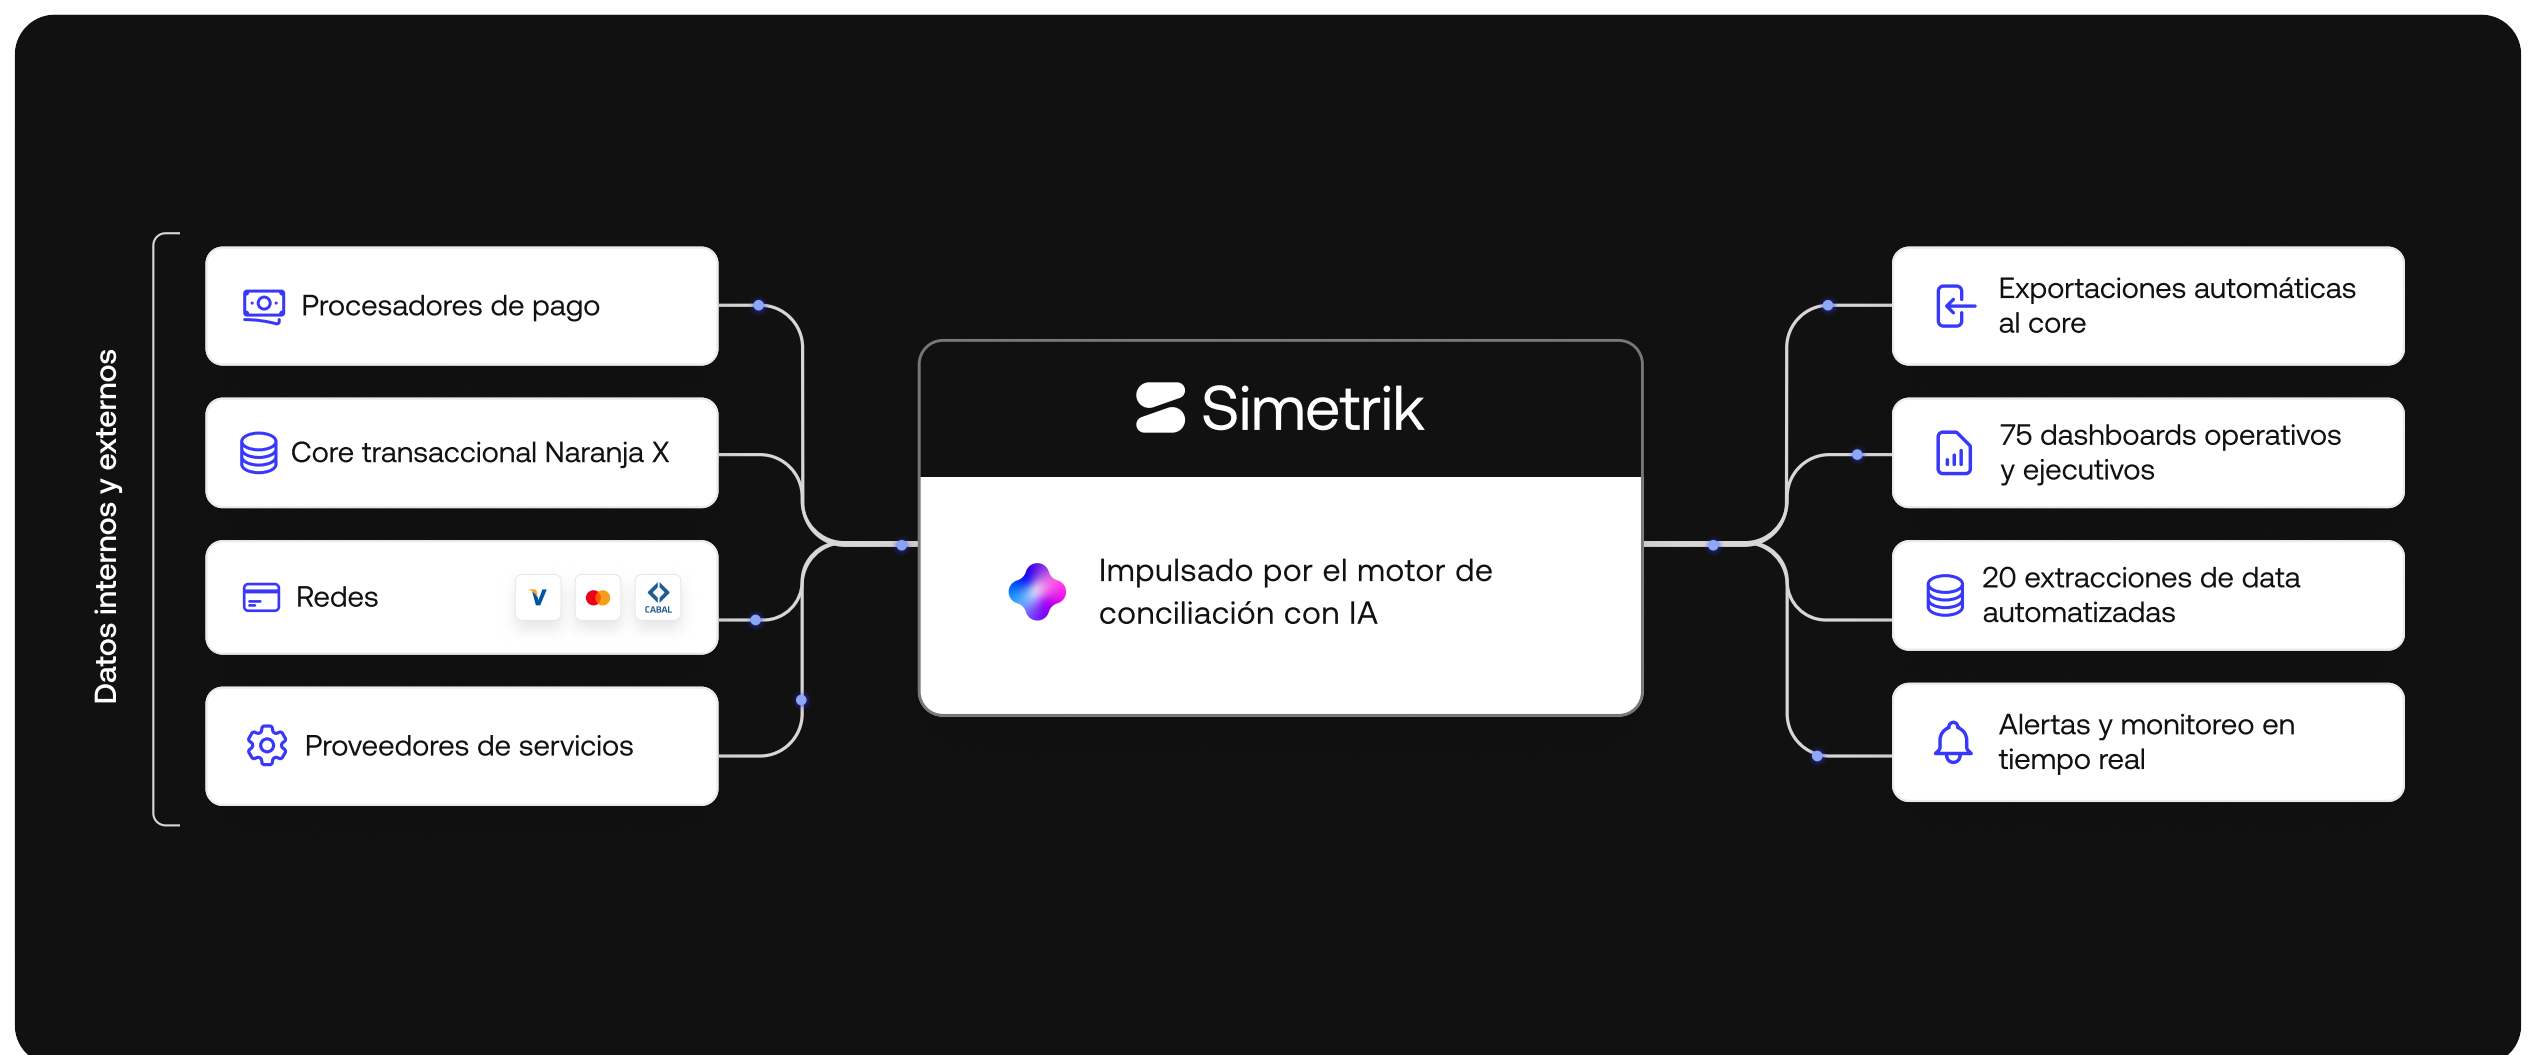 Datos internos y externos
Procesadores de pago
Core transaccional Naranja X
Redes
V
CABAL
Proveedores de servicios
Simetrik
Impulsado por el motor de
conciliación con IA
Exportaciones automáticas
al core
75 dashboards operativos
y ejecutivos
20 extracciones de data
automatizadas
Alertas y monitoreo en
tiempo real